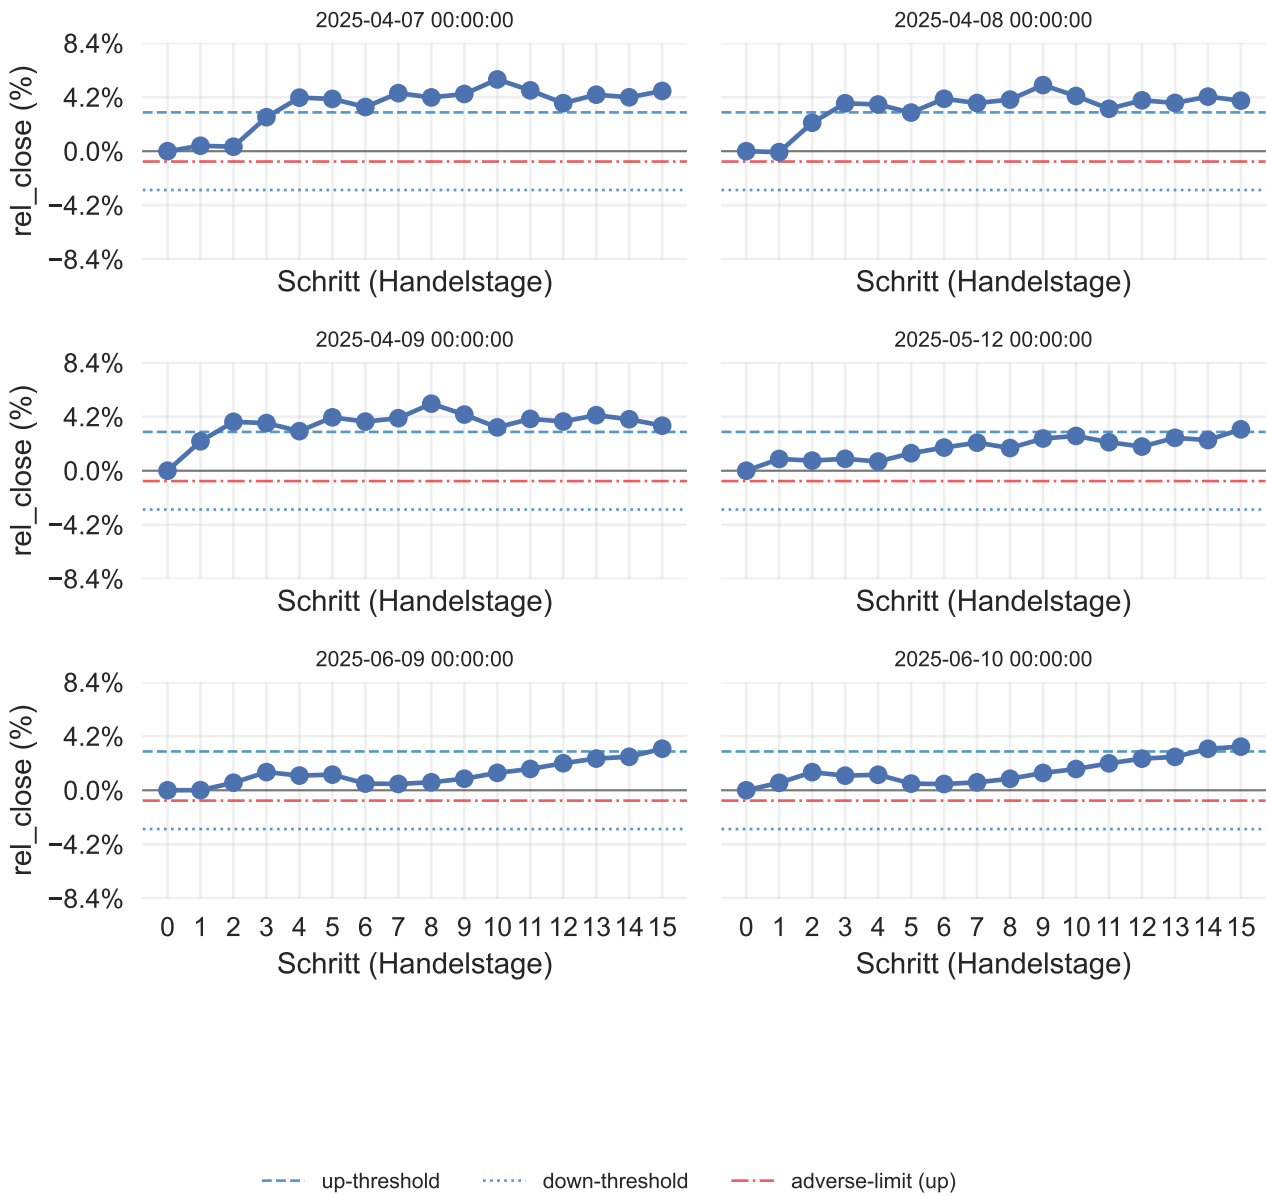 2025-04-07 00:00:00
2025-04-08 00:00:00
8.4%
4.2%
0.0%
−4.2%
−8.4%
rel_close (%)
Schritt (Handelstage)
Schritt (Handelstage)
2025-04-09 00:00:00
2025-05-12 00:00:00
8.4%
4.2%
0.0%
−4.2%
−8.4%
rel_close (%)
Schritt (Handelstage)
Schritt (Handelstage)
2025-06-09 00:00:00
2025-06-10 00:00:00
8.4%
4.2%
0.0%
−4.2%
−8.4%
rel_close (%)
0 1 2 3 4 5 6 7 8 9 10 11 12 13 14 15
0 1 2 3 4 5 6 7 8 9 10 11 12 13 14 15
Schritt (Handelstage)
Schritt (Handelstage)
up-threshold
down-threshold
adverse-limit (up)